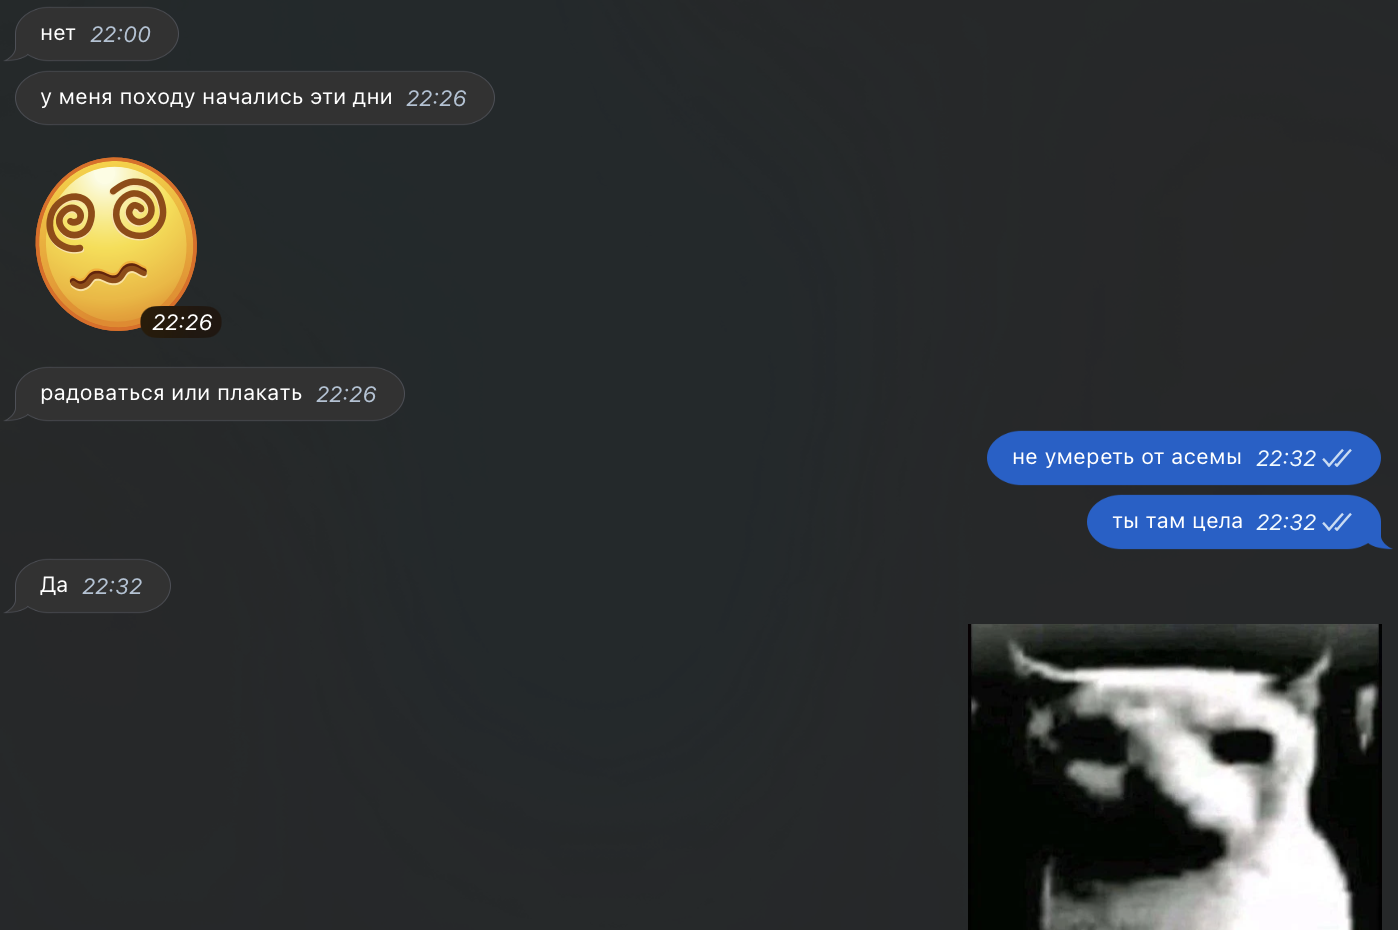 нет 22:00
у меня походу начались эти дни 22:26
22:26
радоваться или плакать 22:26
не умереть от асемы 22:32
ты там цела 22:32
Да 22:32